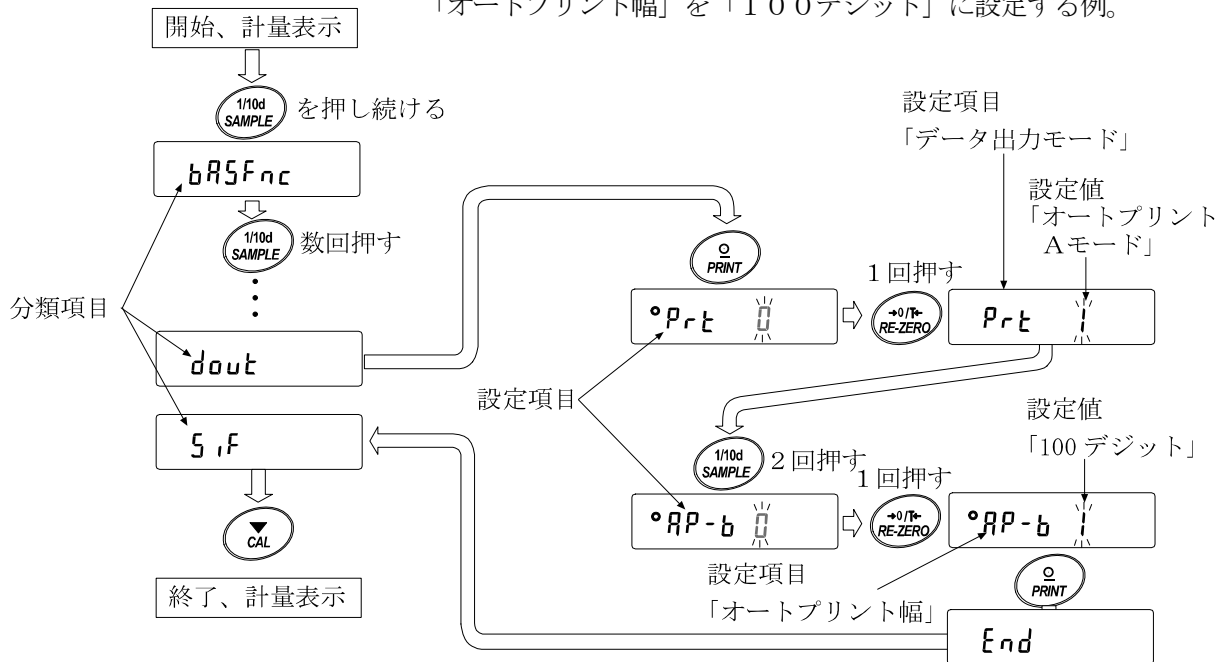 「オートプリント幅」を「１００デジット」に設定する例。
開始、計量表示
1/10d
SAMPLE
を押し続ける
bASFnc
1/10d
SAMPLE
数回押す
分類項目
dout
SiF
CAL
終了、計量表示
PRINT
設定項目
「データ出力モード」
設定値
「オートプリント
Ａモード」
Prt 0
１回押す
→0/T←
RE-ZERO
Prt 1
設定項目
1/10d
SAMPLE
２回押す
AP-b 0
１回押す
→0/T←
RE-ZERO
設定値
「100 デジット」
AP-b 1
設定項目
「オートプリント幅」
PRINT
End